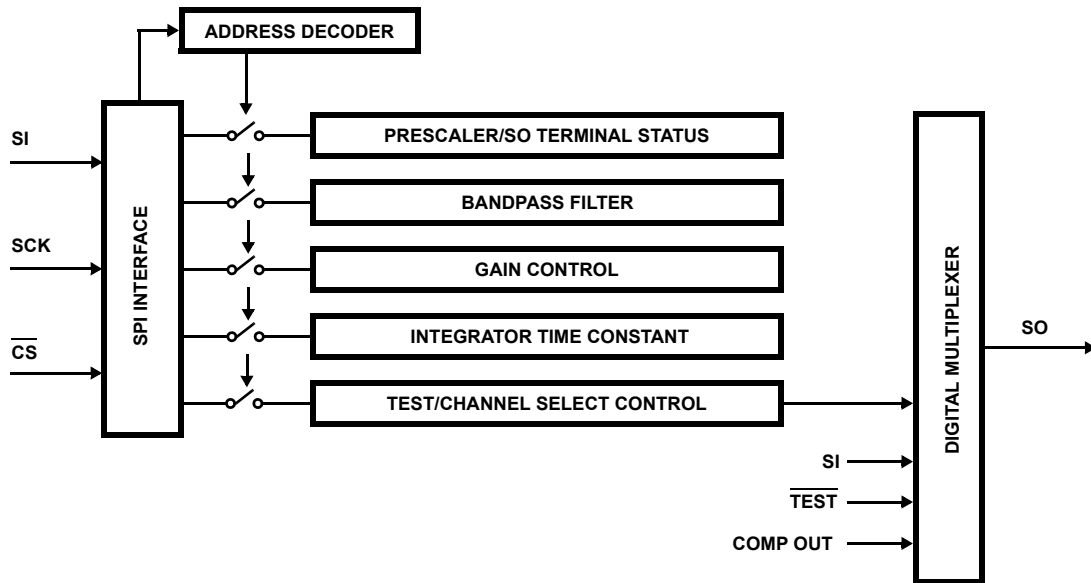 ADDRESS DECODER
SI
PRESCALER/SO TERMINAL STATUS
BANDPASS FILTER
SCK
GAIN CONTROL
SPI INTERFACE
INTEGRATOR TIME CONSTANT
CS
TEST/CHANNEL SELECT CONTROL
DIGITAL MULTIPLEXER
SO
SI
TEST
COMP OUT